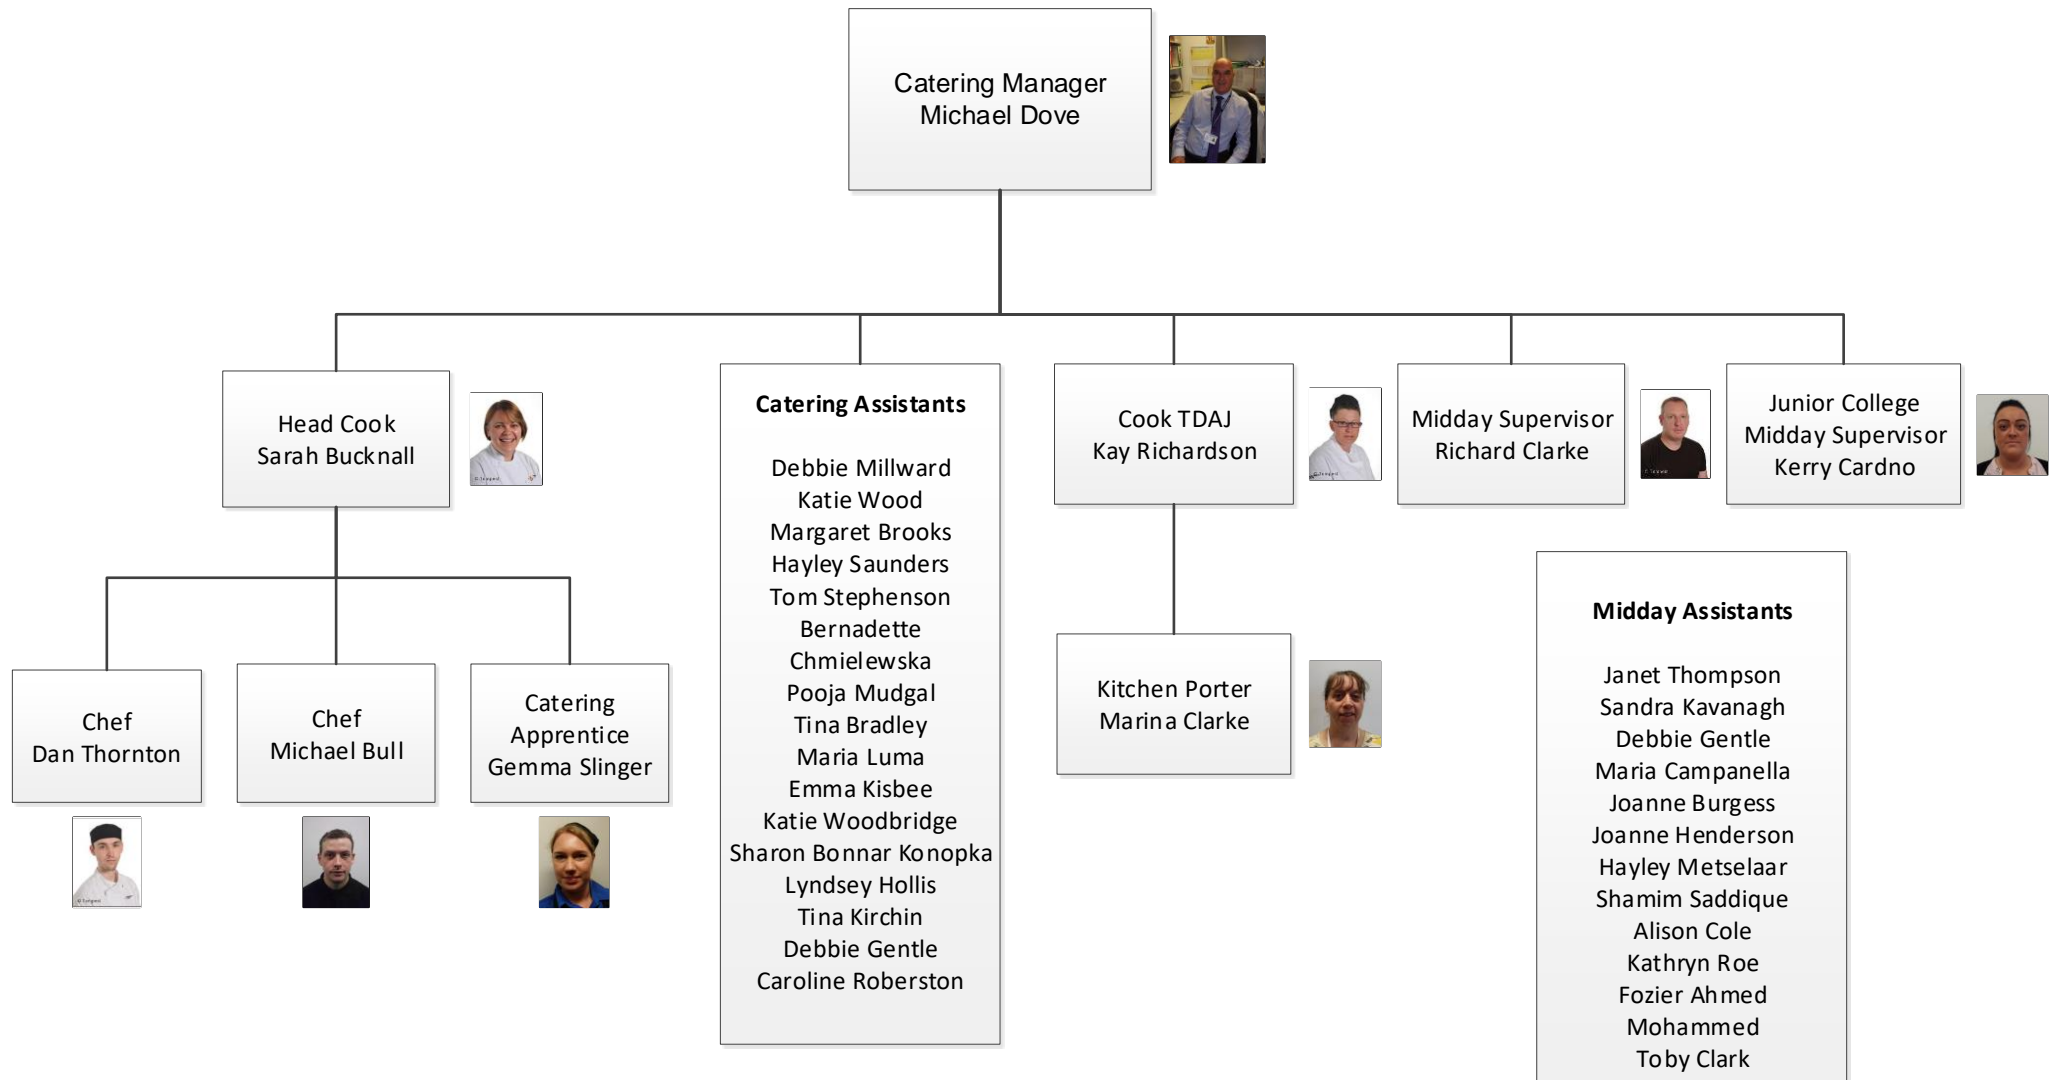 Catering Manager
Michael Dove
Head Cook
Sarah Bucknall
Catering Assistants
Debbie Millward
Katie Wood
Margaret Brooks
Hayley Saunders
Tom Stephenson
Bernadette
Chmielewska
Pooja Mudgal
Tina Bradley
Maria Luma
Emma Kisbee
Katie Woodbridge
Sharon Bonnar Konopka
Lyndsey Hollis
Tina Kirchin
Debbie Gentle
Caroline Roberston
Cook TDAJ
Kay Richardson
Midday Supervisor
Richard Clarke
Junior College
Midday Supervisor
Kerry Cardno
Chef
Dan Thornton
Chef
Michael Bull
Catering
Apprentice
Gemma Slinger
Kitchen Porter
Marina Clarke
Midday Assistants
Janet Thompson
Sandra Kavanagh
Debbie Gentle
Maria Campanella
Joanne Burgess
Joanne Henderson
Hayley Metselaar
Shamim Saddique
Alison Cole
Kathryn Roe
Fozier Ahmed
Mohammed
Toby Clark